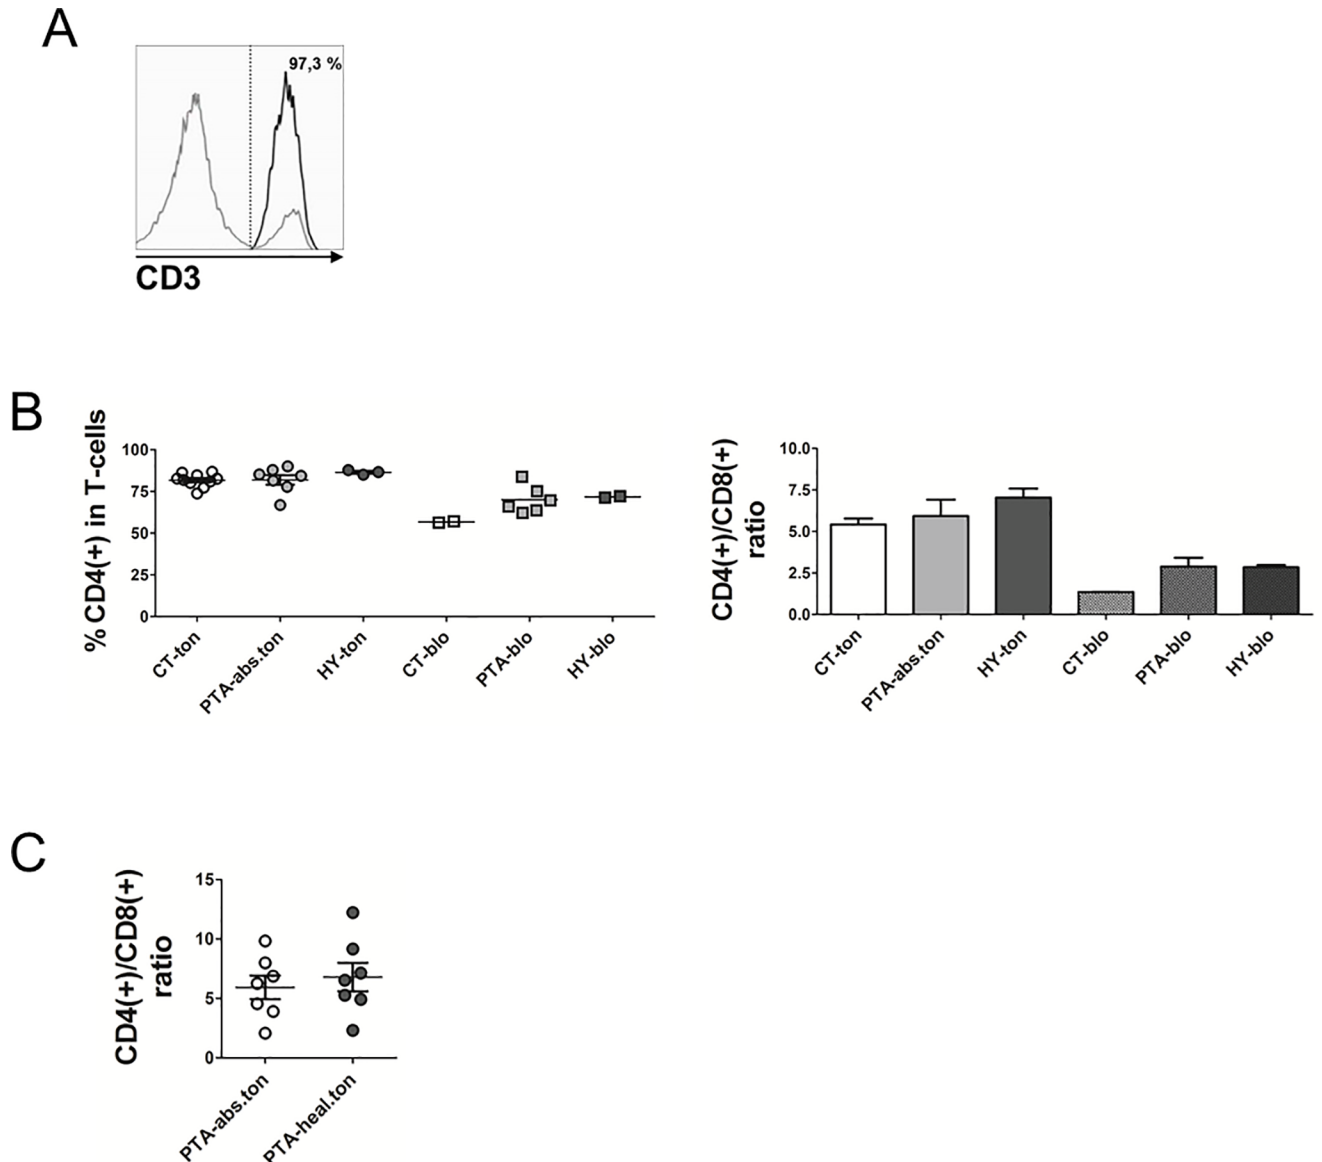 A
97,3 %
CD3
B
% CD4(+) in T-cells
100
75
50
25
0
CT-ton
PTA-abs.ton
HY-ton
CT-blo
PTA-blo
HY-blo
CD4(+)/CD8(+)
ratio
10.0
7.5
5.0
2.5
0.0
CT-ton
PTA-abs.ton
HY-ton
CT-blo
PTA-blo
HY-blo
C
CD4(+)/CD8(+)
ratio
15
10
5
0
PTA-abs.ton
PTA-heal.ton